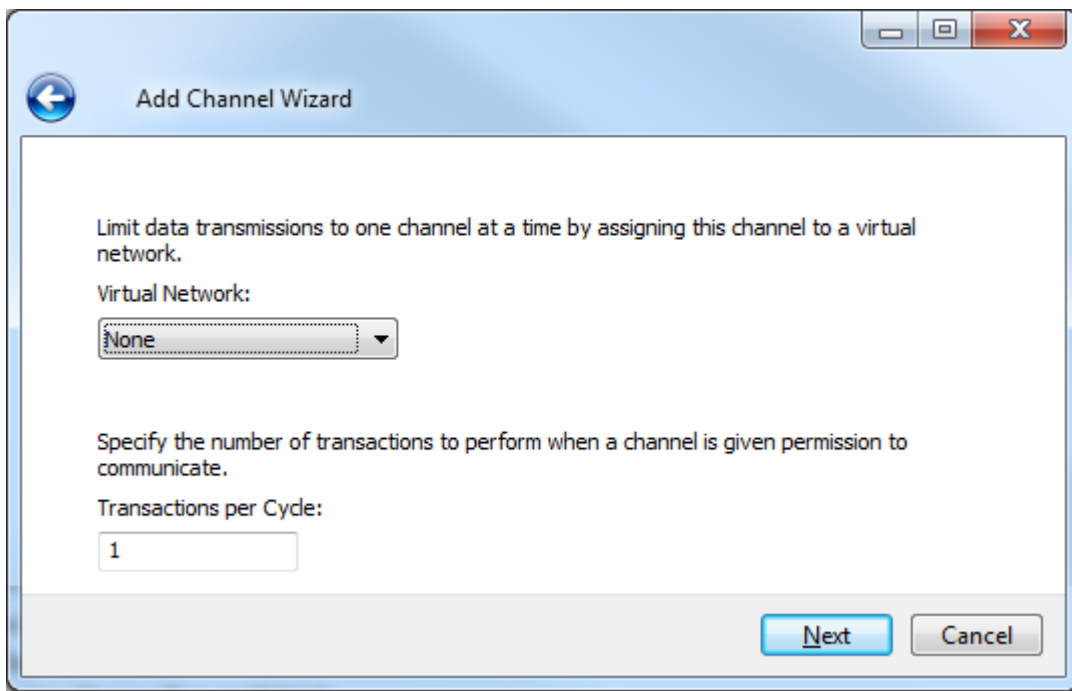 Add Channel Wizard
Limit data transmissions to one channel at a time by assigning this channel to a virtual
network.
Virtual Network:
None
Specify the number of transactions to perform when a channel is given permission to
communicate.
Transactions per Cycle:
1
Next
Cancel